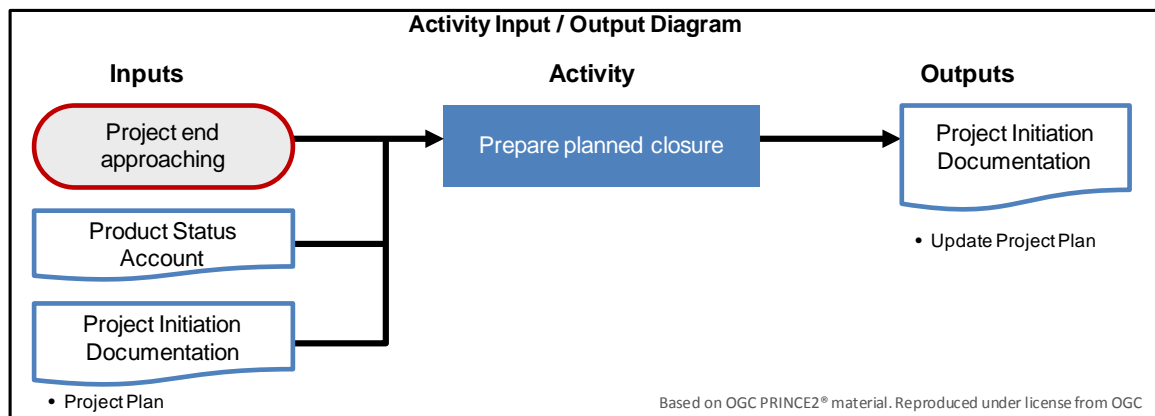 Activity Input / Output Diagram
Inputs
Activity
Outputs
Project end
approaching
Prepare planned closure
Project Initiation
Documentation
Product Status
Account
• Update Project Plan
Project Initiation
Documentation
• Project Plan
Based on OGC PRINCE2® material. Reproduced under license from OGC